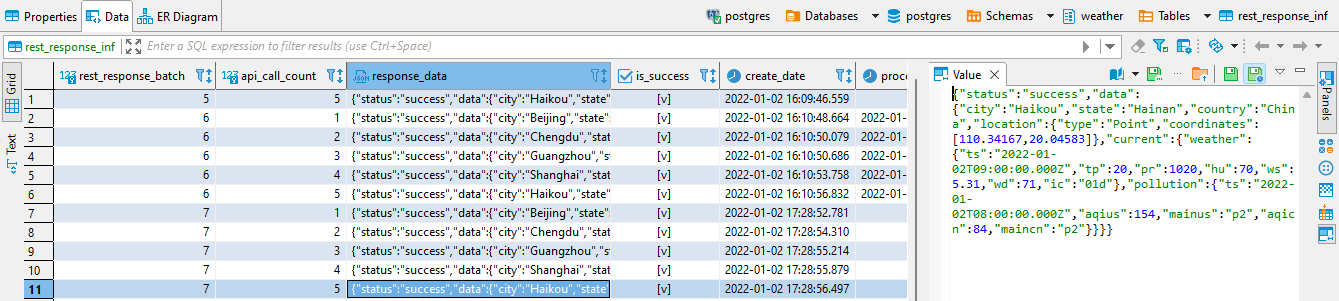 Properties Data ER Diagram postgres Databases postgres Schemas weather Tables rest_response_inf
rest_response_inf Enter a SQL expression to filter results (use Ctrl+Space)
Grid
Text
123 rest_response_batch 123 api_call_count JSON response_data is_success create_date proc
1 5 5 {"status":"success","data":{"city":"Haikou","state" [v] 2022-01-02 16:09:46.559
2 6 1 {"status":"success","data":{"city":"Beijing","state": [v] 2022-01-02 16:10:48.664 2022-01-
3 6 2 {"status":"success","data":{"city":"Chengdu","sta [v] 2022-01-02 16:10:50.079 2022-01-
4 6 3 {"status":"success","data":{"city":"Guangzhou","s [v] 2022-01-02 16:10:50.686 2022-01-
5 6 4 {"status":"success","data":{"city":"Shanghai","stat [v] 2022-01-02 16:10:53.758 2022-01-
6 6 5 {"status":"success","data":{"city":"Haikou","state" [v] 2022-01-02 16:10:56.832 2022-01-
7 7 1 {"status":"success","data":{"city":"Beijing","state": [v] 2022-01-02 17:28:52.781
8 7 2 {"status":"success","data":{"city":"Chengdu","sta [v] 2022-01-02 17:28:54.310
9 7 3 {"status":"success","data":{"city":"Guangzhou","s [v] 2022-01-02 17:28:55.214
10 7 4 {"status":"success","data":{"city":"Shanghai","stat [v] 2022-01-02 17:28:55.879
11 7 5 {"status":"success","data":{"city":"Haikou","state" [v] 2022-01-02 17:28:56.497
Value
{"status":"success","data":
{"city":"Haikou","state":"Hainan","country":"Chi
na","location":{"type":"Point","coordinates":
[110.34167,20.04583]},"current":{"weather":
{"ts":"2022-01-
02T09:00:00.000Z","tp":20,"pr":1020,"hu":70,"ws":
5.31,"wd":71,"ic":"01d"},"pollution":{"ts":"2022-
01-
02T08:00:00.000Z","aqius":154,"mainus":"p2","aqic
n":84,"maincn":"p2"}}}}
Panels